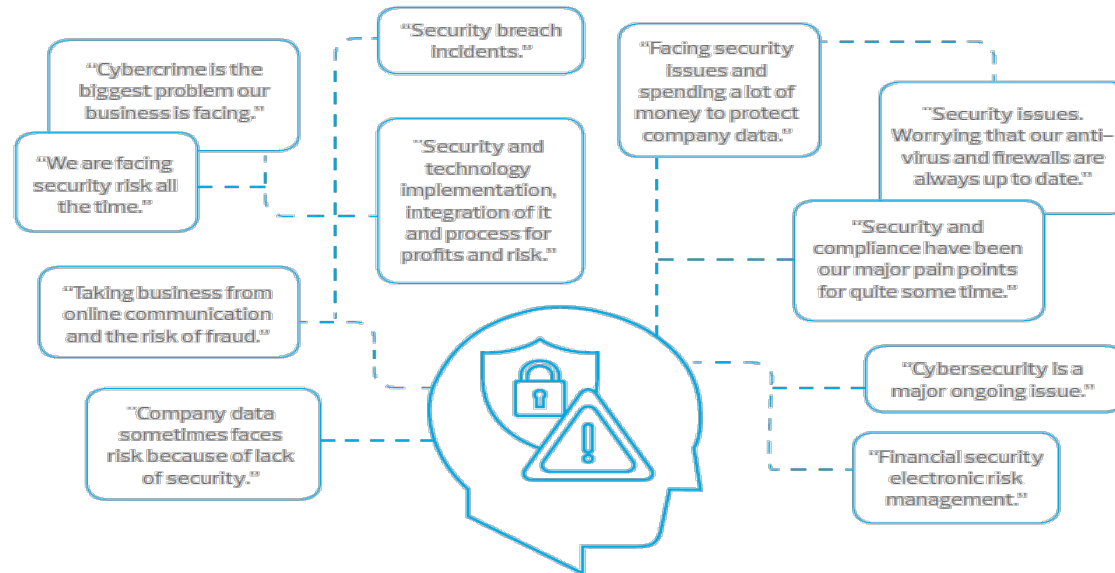 “Security breach
incidents.”
“Cybercrime is the
biggest problem our
business is facing.”
“We are facing
security risk all
the time.”
“Security and
technology
implementation,
integration of it
and process for
profits and risk.”
“Taking business from
online communication
and the risk of fraud.”
“Company data
sometimes faces
risk because of lack
of security.”
“Facing security
issues and
spending a lot of
money to protect
company data.”
“Security issues.
Worrying that our anti-
virus and firewalls are
always up to date.”
“Security and
compliance have been
our major pain points
for quite some time.”
“Cybersecurity is a
major ongoing issue.”
“Financial security
electronic risk
management.”